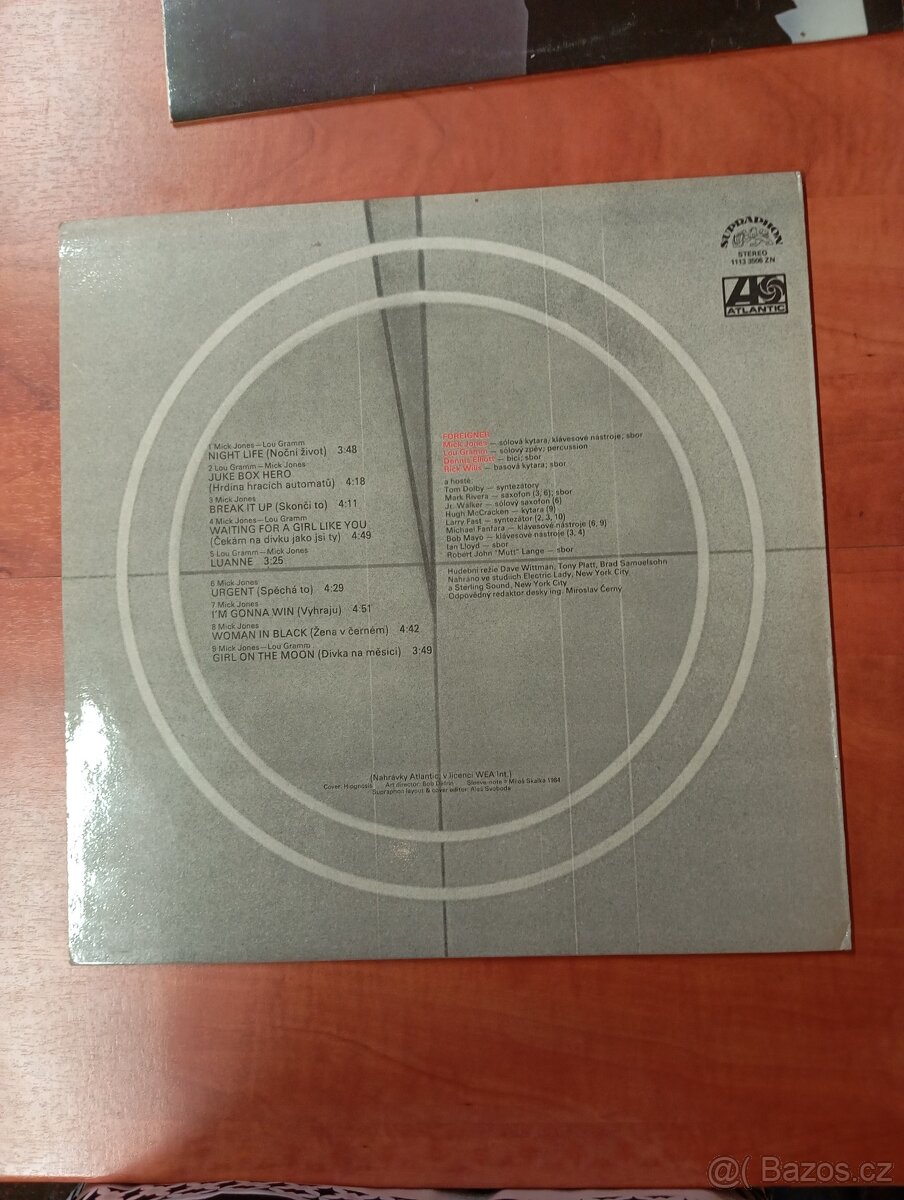 SUPRAPHON
STEREO
1113 3506 ZN
ATLANTIC
1 Mick Jones—Lou Gramm
NIGHT LIFE (Noční život) 3:48
2 Lou Gramm—Mick Jones
JUKE BOX HERO
(Hrdina hracích automatů) 4:18
3 Mick Jones
BREAK IT UP (Skonči to) 4:11
4 Mick Jones—Lou Gramm
WAITING FOR A GIRL LIKE YOU
(Čekám na dívku jako jsi ty) 4:49
5 Lou Gramm—Mick Jones
LUANNE 3:25
6 Mick Jones
URGENT (Spěchá to) 4:29
7 Mick Jones
I'M GONNA WIN (Vyhraju) 4:51
8 Mick Jones
WOMAN IN BLACK (Žena v černém) 4:42
9 Mick Jones—Lou Gramm
GIRL ON THE MOON (Dívka na měsíci) 3:49
FOREIGNER:
Mick Jones — sólová kytara, klávesové nástroje; sbor
Lou Gramm — sólový zpěv; percussion
Dennis Elliott — bicí; sbor
Rick Wills — basová kytara; sbor
a hosté:
Tom Dolby — syntezátory
Mark Rivera — saxofon (3, 6); sbor
Jr. Walker — sólový saxofon (6)
Hugh McCracken — kytara (9)
Larry Fast — syntezátor (2, 3, 10)
Michael Fanfara — klávesové nástroje (6, 9)
Bob Mayo — klávesové nástroje (3, 4)
Ian Lloyd — sbor
Robert John "Mutt" Lange — sbor
Hudební režie Dave Wittman, Tony Platt, Brad Samuelsohn
Nahráno ve studiích Electric Lady, New York City
a Sterling Sound, New York City
Odpovědný redaktor desky ing. Miroslav Černý
(Nahrávky Atlantic, v licenci WEA Int.)
Cover: Hipgnosis Art director: Bob Defrin Sleeve-note © Miloš Skalka 1984
Supraphon layout & cover editor: Aleš Svoboda
@ Bazos.cz